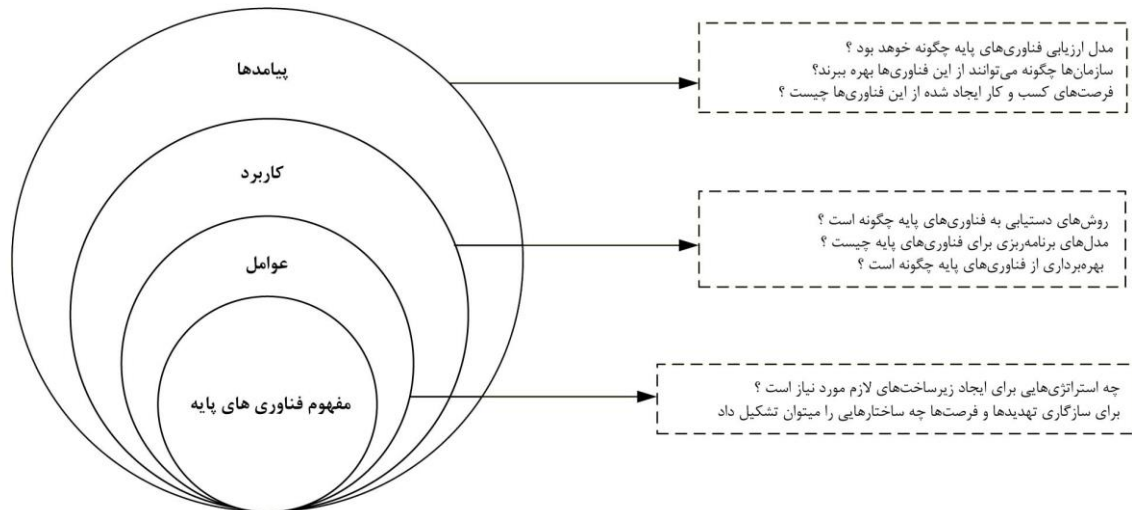 پیامدها
مدل ارزیابی فناوری‌های پایه چگونه خوهد بود ؟
سازمان‌ها چگونه می‌توانند از این فناوری‌ها بهره ببرند؟
فرصت‌های کسب و کار ایجاد شده از این فناوری‌ها چیست ؟
کاربرد
روش‌های دستیابی به فناوری‌های پایه چگونه است ؟
مدل‌های برنامه‌ریزی برای فناوری‌های پایه چیست ؟
بهره‌برداری از فناوری‌های پایه چگونه است ؟
عوامل
چه استراتژی‌هایی برای ایجاد زیرساخت‌های لازم مورد نیاز است ؟
برای سازگاری تهدیدها و فرصت‌ها چه ساختارهایی را میتوان تشکیل داد
مفهوم فناوری های پایه